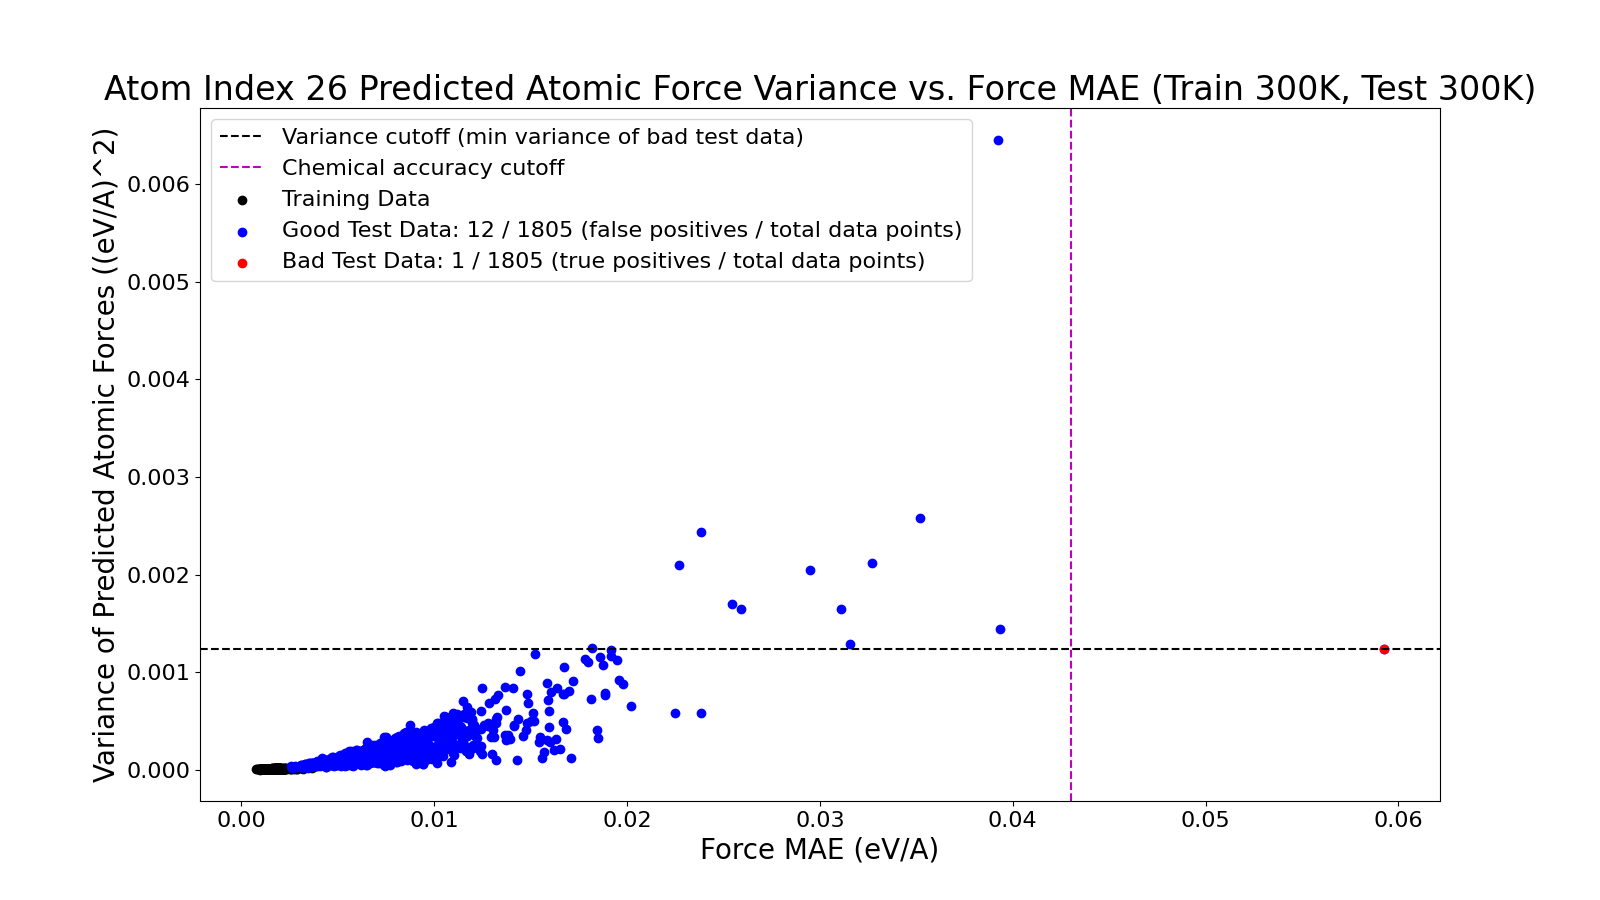 Atom Index 26 Predicted Atomic Force Variance vs. Force MAE (Train 300K, Test 300K)
Variance cutoff (min variance of bad test data)
Chemical accuracy cutoff
Training Data
Good Test Data: 12 / 1805 (false positives / total data points)
Bad Test Data: 1 / 1805 (true positives / total data points)
Variance of Predicted Atomic Forces ((eV/A)^2)
0.006
0.005
0.004
0.003
0.002
0.001
0.000
0.00
0.01
0.02
0.03
0.04
0.05
0.06
Force MAE (eV/A)